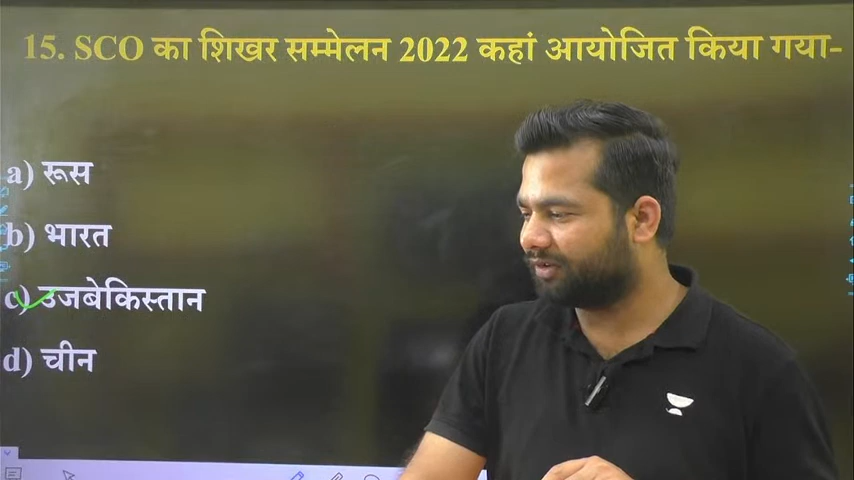 15. SCO का शिखर सम्मेलन 2022 कहां आयोजित किया गया-
a) रूस
b) भारत
c) उजबेकिस्तान
d) चीन